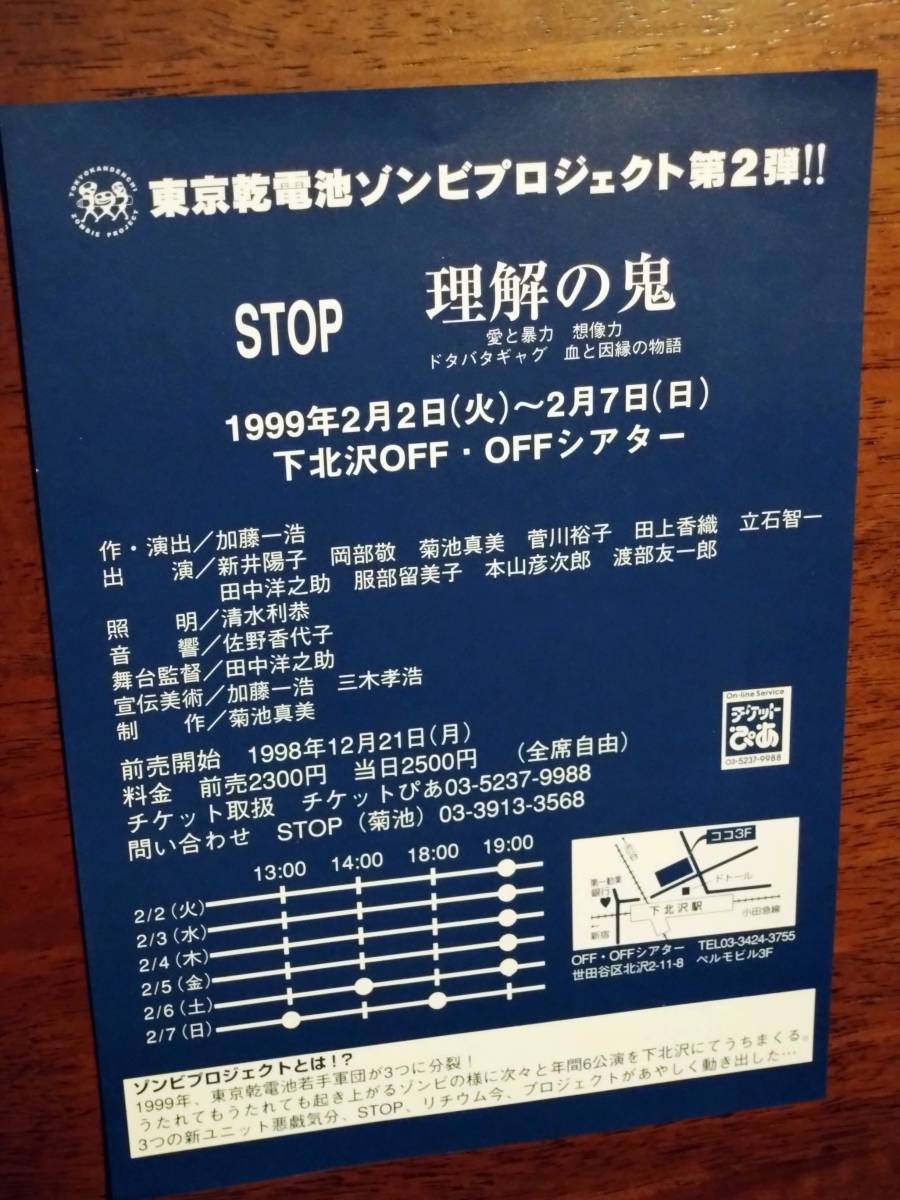 TOKYOKANDENCHI
ZOMBIE PROJECT
東京乾電池ゾンビプロジェクト第2弾!!
STOP
理解の鬼
愛と暴力 想像力
ドタバタギャグ 血と因縁の物語
1999年2月2日(火)〜2月7日(日)
下北沢OFF・OFFシアター
作・演出／加藤一浩
出 演／新井陽子 岡部敬 菊池真美 菅川裕子 田上香織 立石智一
田中洋之助 服部留美子 本山彦次郎 渡部友一郎
照 明／清水利恭
音 響／佐野香代子
舞台監督／田中洋之助
宣伝美術／加藤一浩 三木孝浩
制 作／菊池真美
On-line Service
チケット
ぴあ
03-5237-9988
前売開始 1998年12月21日(月)
料金 前売2300円 当日2500円 (全席自由)
チケット取扱 チケットぴあ03-5237-9988
問い合わせ STOP(菊池)03-3913-3568
13:00 14:00 18:00 19:00
2/2(火)
2/3(水)
2/4(木)
2/5(金)
2/6(土)
2/7(日)
ココ3F
第一勧業
銀行
ドトール
下北沢駅
小田急線
←
新宿
OFF・OFFシアター TEL03-3424-3755
世田谷区北沢2-11-8 ペルモビル3F
ゾンビプロジェクトとは!?
1999年、東京乾電池若手軍団が3つに分裂！
うたれてもうたれても起き上がるゾンビの様に次々と年間6公演を下北沢にてうちまくる。
3つの新ユニット悪戯気分、STOP、リチウム今、プロジェクトがあやしく動き出した…